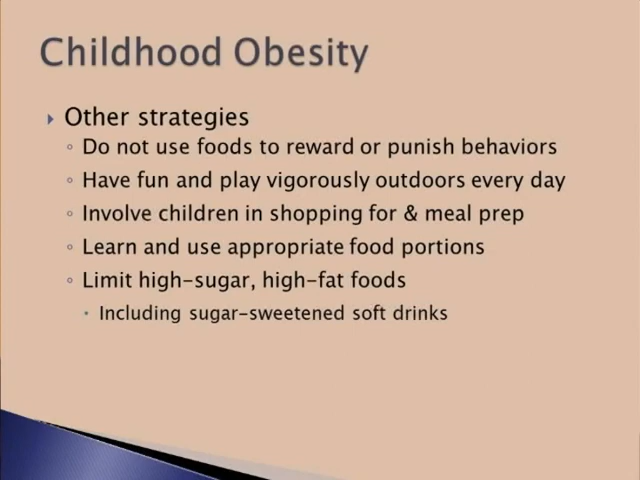 Childhood Obesity
Other strategies
Do not use foods to reward or punish behaviors
Have fun and play vigorously outdoors every day
Involve children in shopping for & meal prep
Learn and use appropriate food portions
Limit high-sugar, high-fat foods
Including sugar-sweetened soft drinks